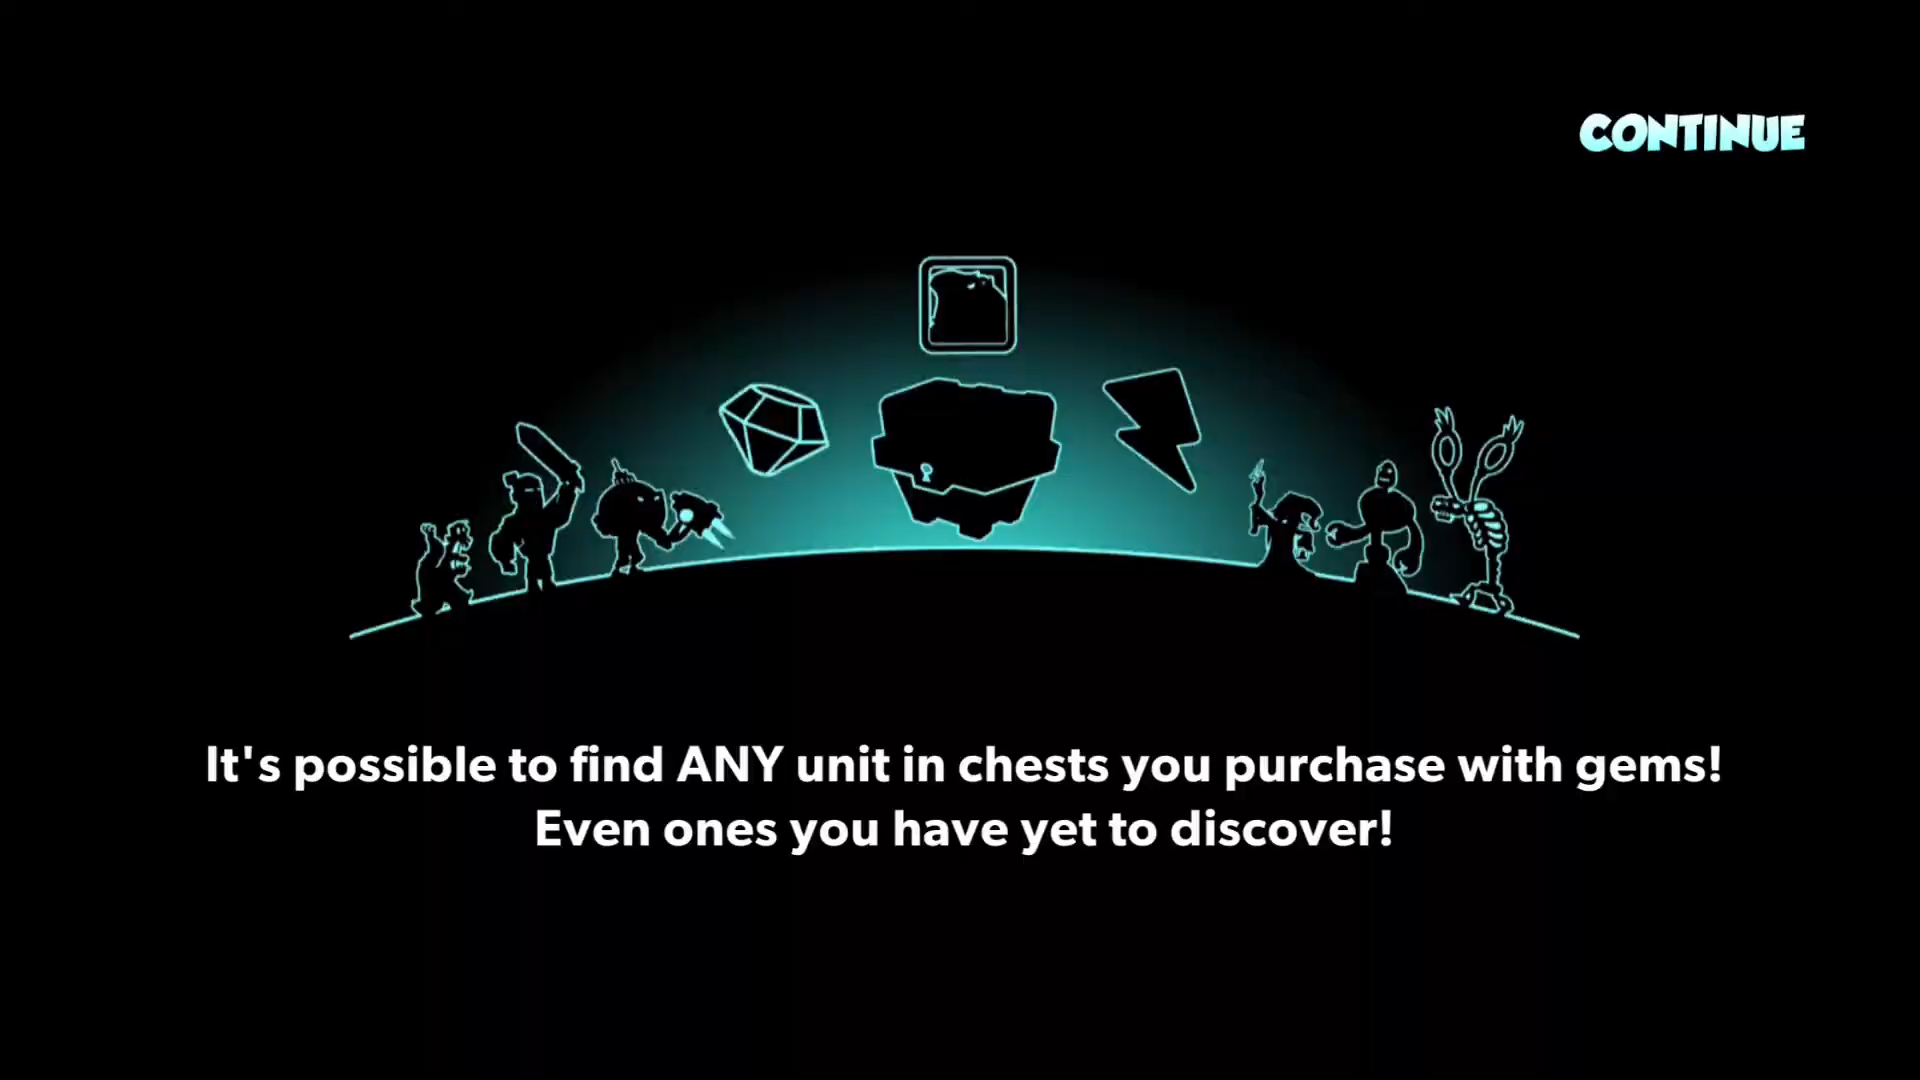 CONTINUE
It's possible to find ANY unit in chests you purchase with gems!
Even ones you have yet to discover!